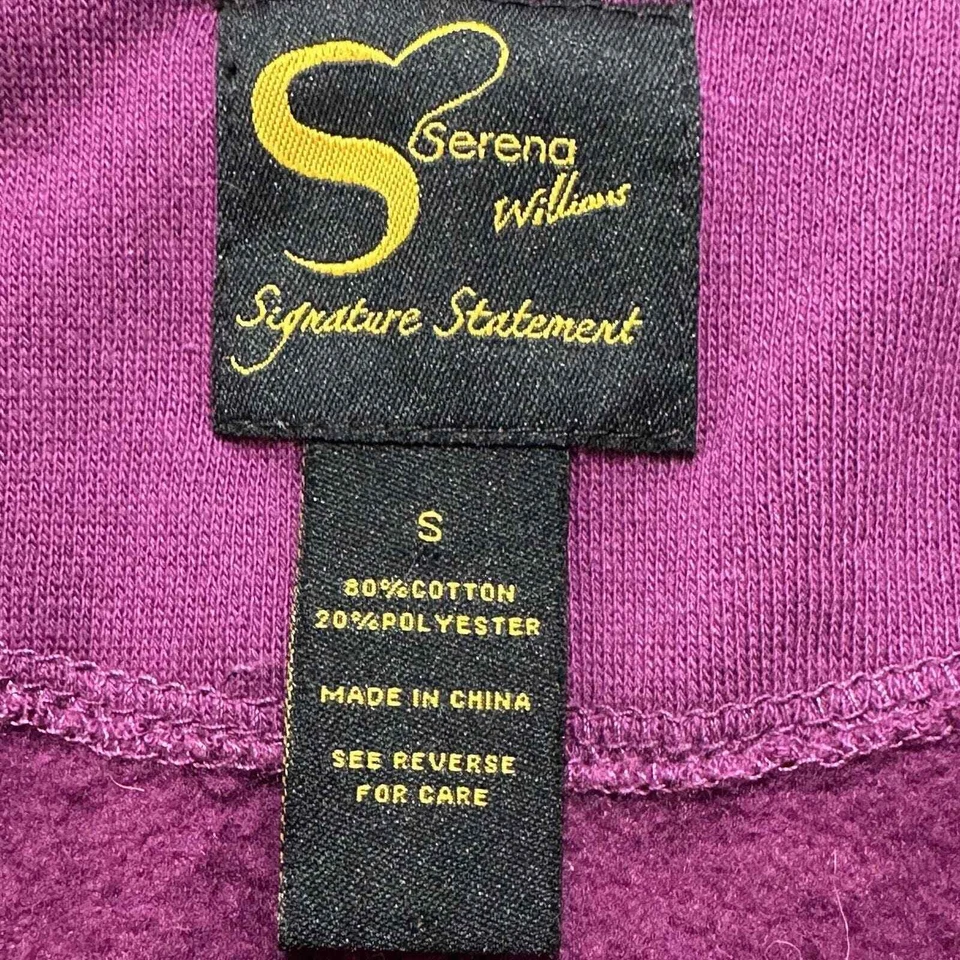 Serena
Williams
Signature Statement
S
80%COTTON
20%POLYESTER
MADE IN CHINA
SEE REVERSE
FOR CARE